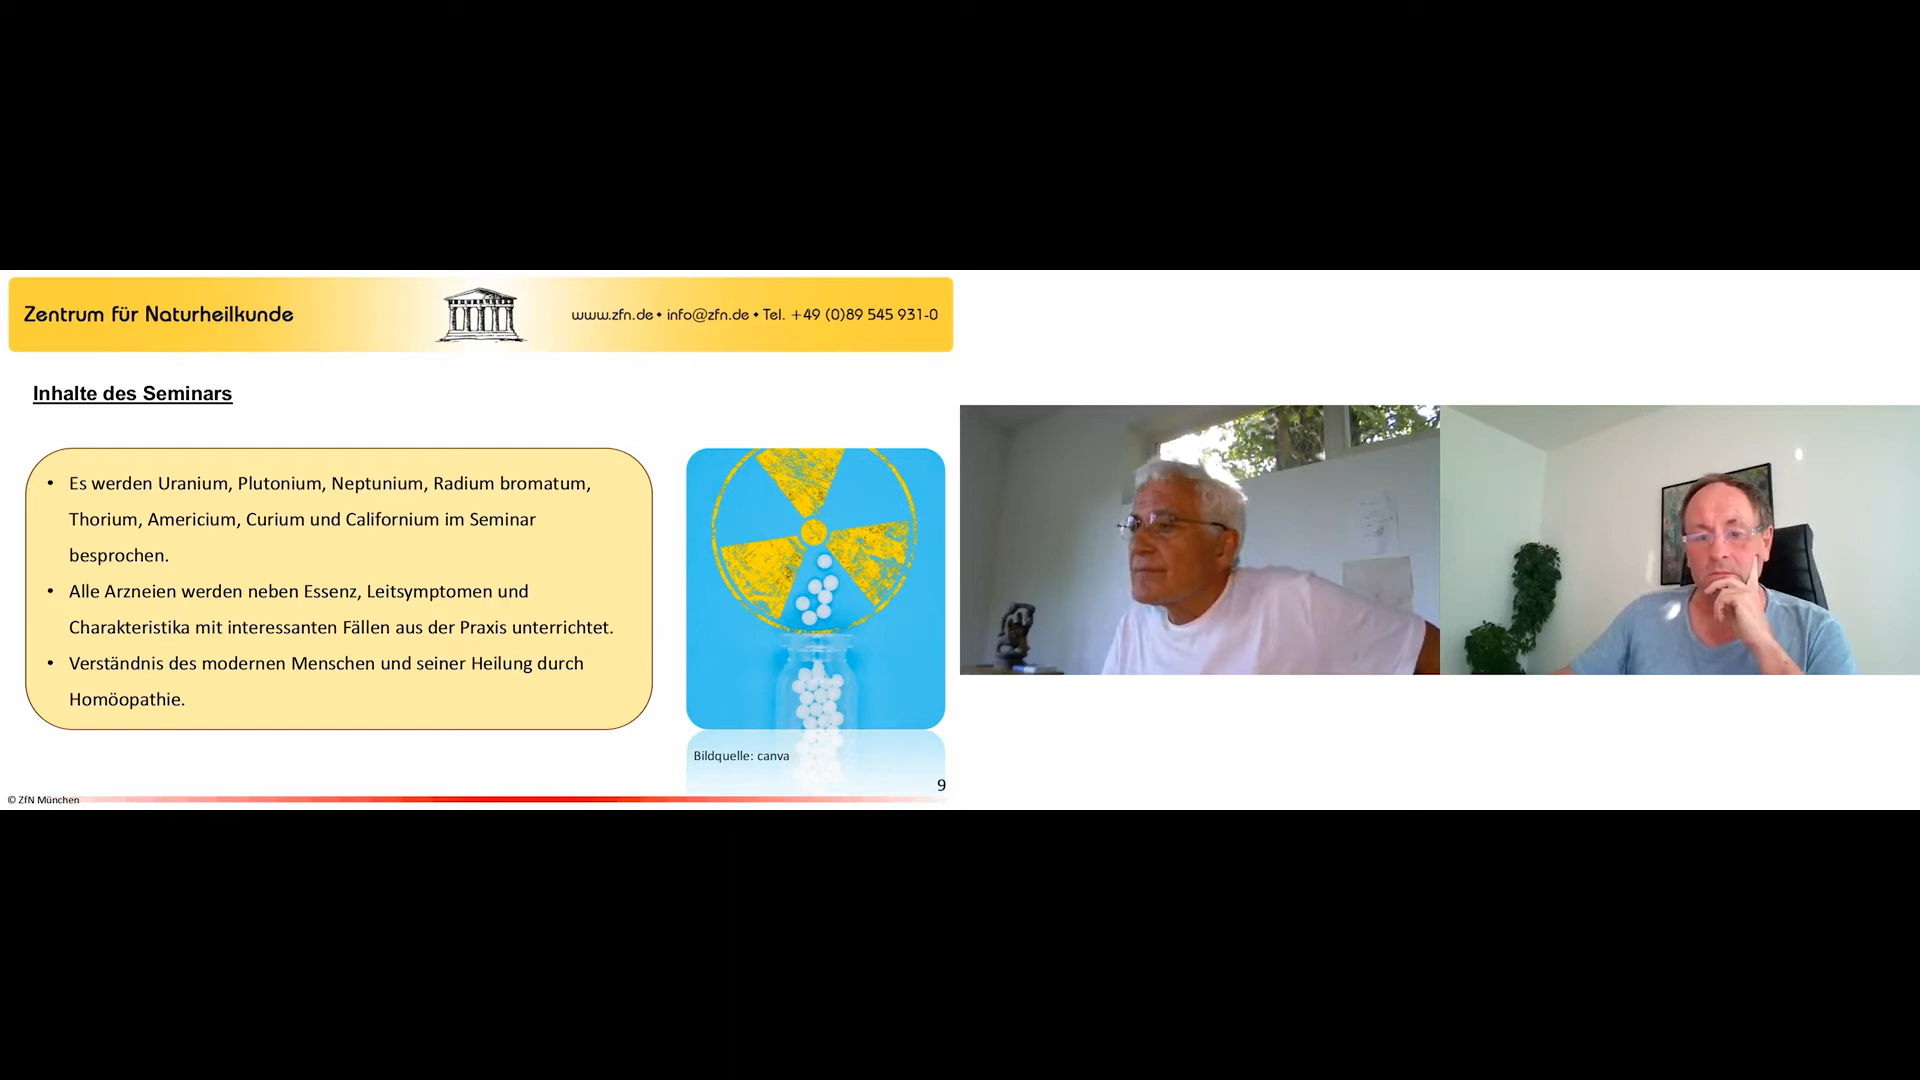 Zentrum für Naturheilkunde
www.zfn.de • info@zfn.de • Tel. +49 (0)89 545 931-0
Inhalte des Seminars
• Es werden Uranium, Plutonium, Neptunium, Radium bromatum,
Thorium, Americium, Curium und Californium im Seminar
besprochen.
• Alle Arzneien werden neben Essenz, Leitsymptomen und
Charakteristika mit interessanten Fällen aus der Praxis unterrichtet.
• Verständnis des modernen Menschen und seiner Heilung durch
Homöopathie.
Bildquelle: canva
9
© ZfN München